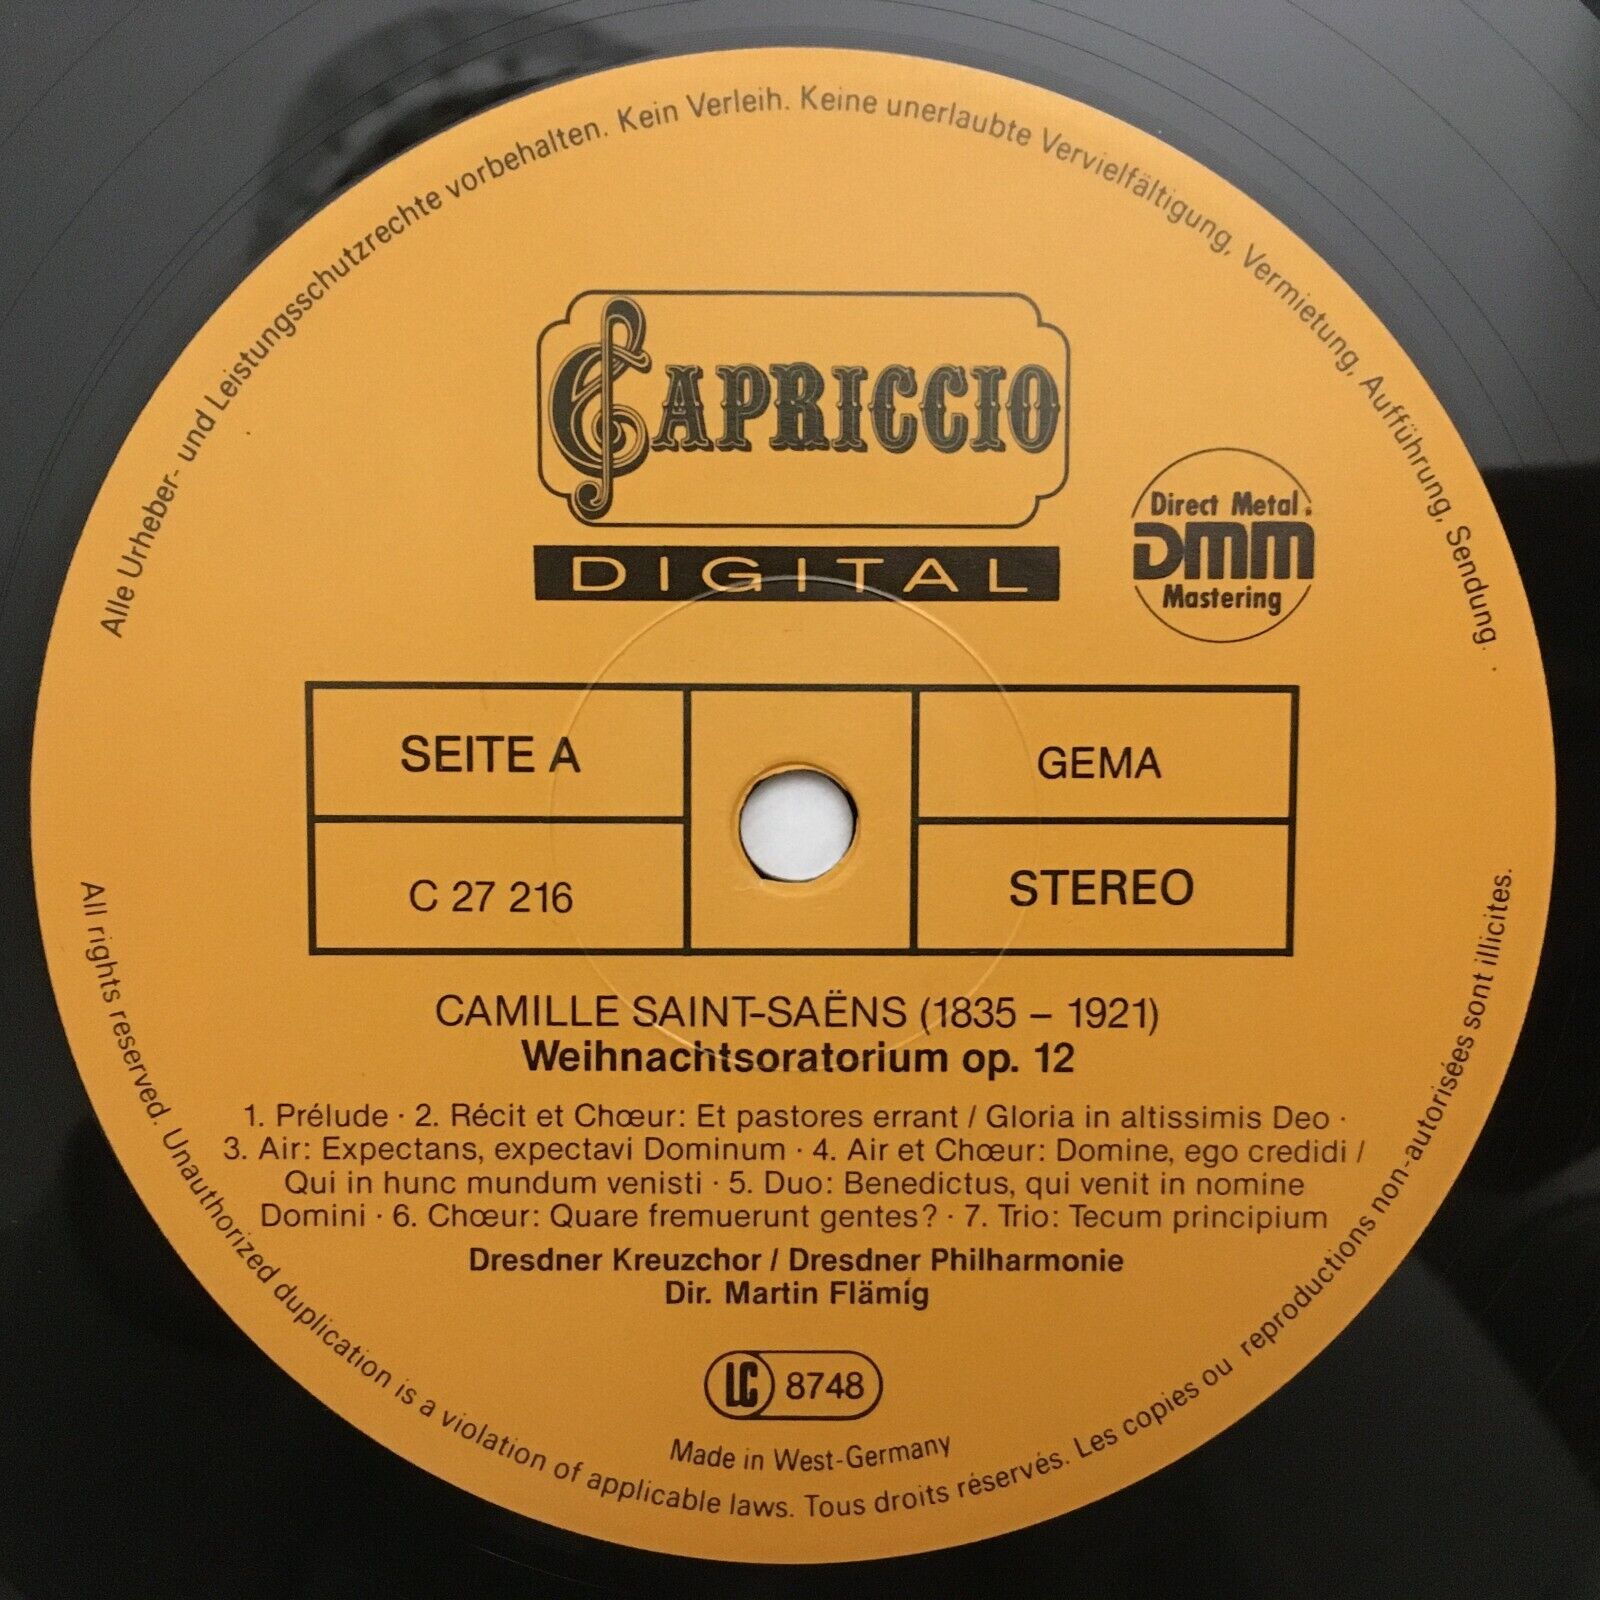 Alle Urheber- und Leistungsschutzrechte vorbehalten. Kein Verleih. Keine unerlaubte Vervielfältigung, Vermietung, Aufführung, Sendung.
CAPRICCIO
DIGITAL
Direct Metal
DMM
Mastering
SEITE A
GEMA
C 27 216
STEREO
CAMILLE SAINT-SAËNS (1835 – 1921)
Weihnachtsoratorium op. 12
1. Prélude · 2. Récit et Chœur: Et pastores errant / Gloria in altissimis Deo ·
3. Air: Expectans, expectavi Dominum · 4. Air et Chœur: Domine, ego credidi /
Qui in hunc mundum venisti · 5. Duo: Benedictus, qui venit in nomine
Domini · 6. Chœur: Quare fremuerunt gentes? · 7. Trio: Tecum principium
Dresdner Kreuzchor / Dresdner Philharmonie
Dir. Martin Flämig
LC 8748
Made in West-Germany
All rights reserved. Unauthorized duplication is a violation of applicable laws. Tous droits réservés. Les copies ou reproductions non-autorisées sont illicites.